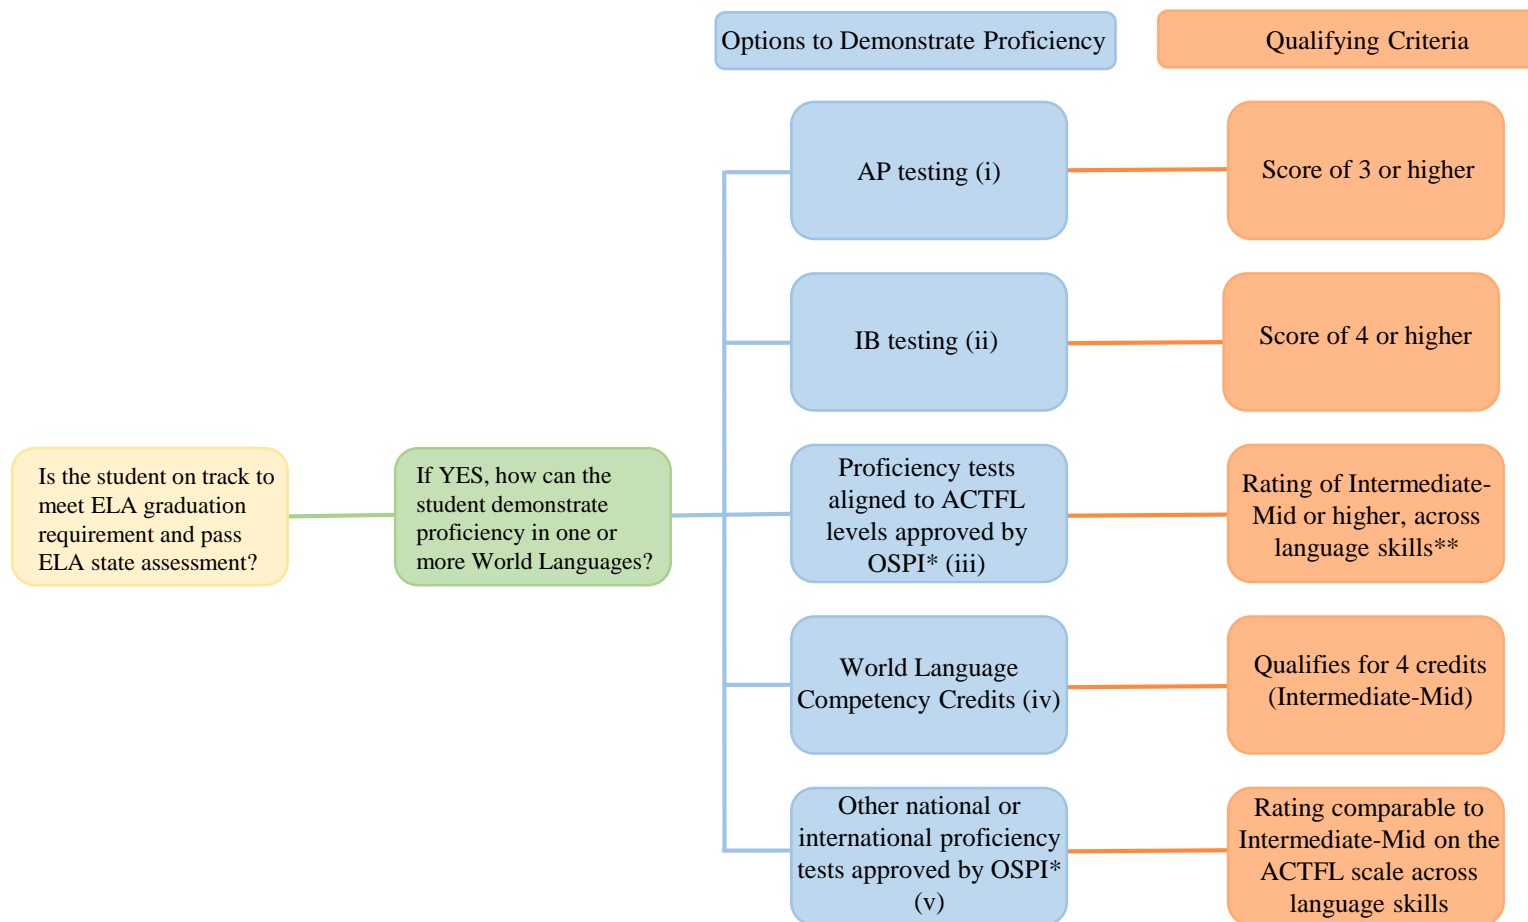 Options to Demonstrate Proficiency
Qualifying Criteria
AP testing (i)
Score of 3 or higher
IB testing (ii)
Score of 4 or higher
Is the student on track to
meet ELA graduation
requirement and pass
ELA state assessment?
If YES, how can the
student demonstrate
proficiency in one or
more World Languages?
Proficiency tests
aligned to ACTFL
levels approved by
OSPI* (iii)
Rating of Intermediate-
Mid or higher, across
language skills**
World Language
Competency Credits (iv)
Qualifies for 4 credits
(Intermediate-Mid)
Other national or
international proficiency
tests approved by OSPI*
(v)
Rating comparable to
Intermediate-Mid on the
ACTFL scale across
language skills